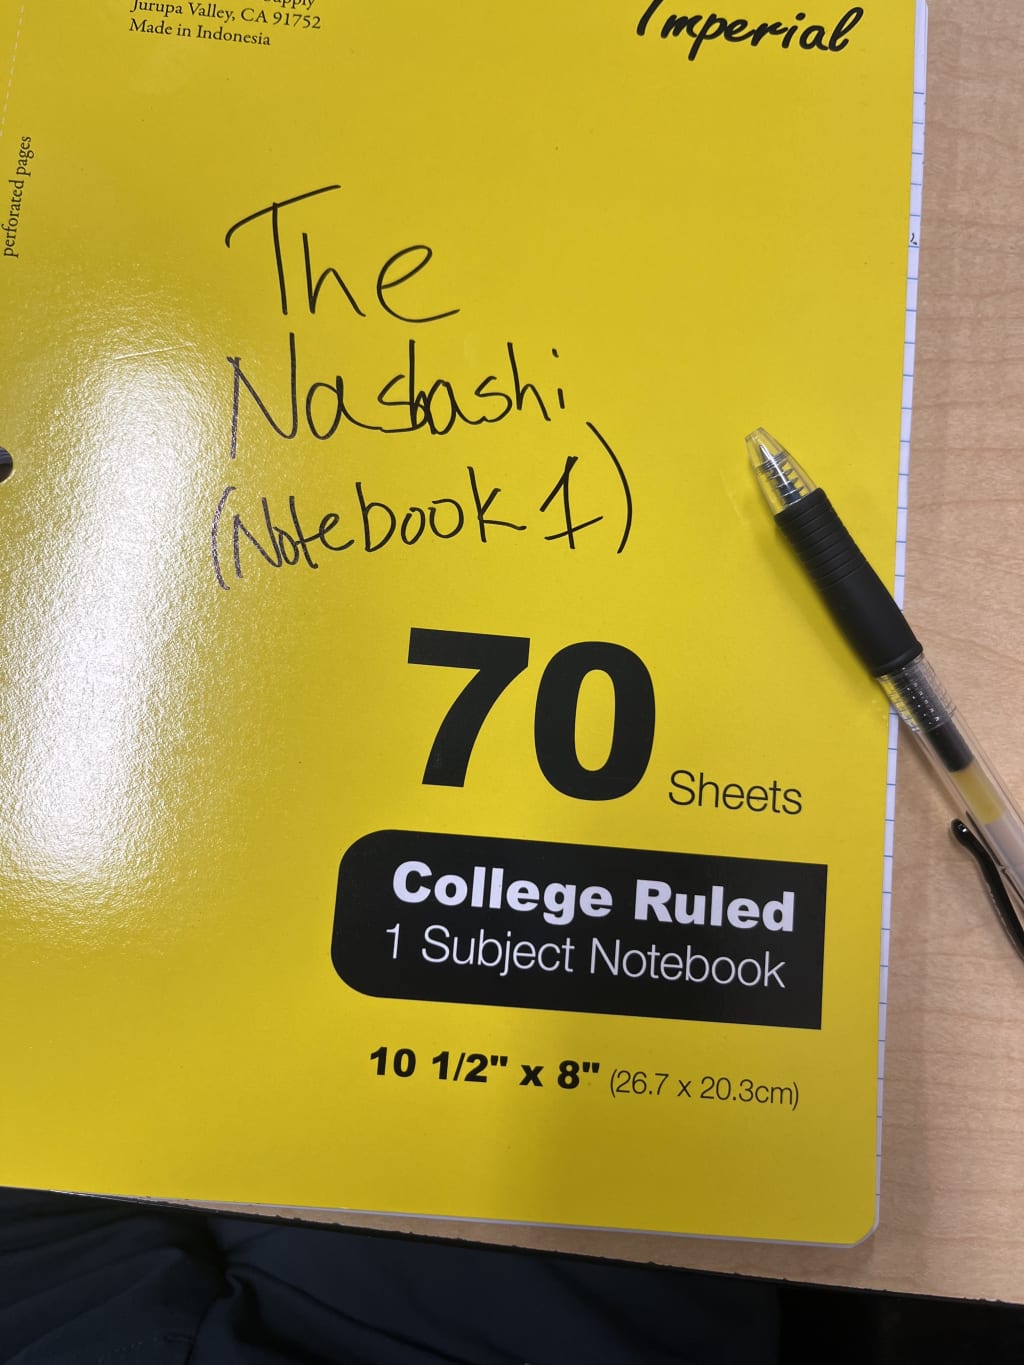 Jurupa Valley, CA 91752
Made in Indonesia
Imperial
perforated pages
The
Nasbashi
(Notebook 1)
70
Sheets
College Ruled
1 Subject Notebook
10 1/2" x 8" (26.7 x 20.3cm)